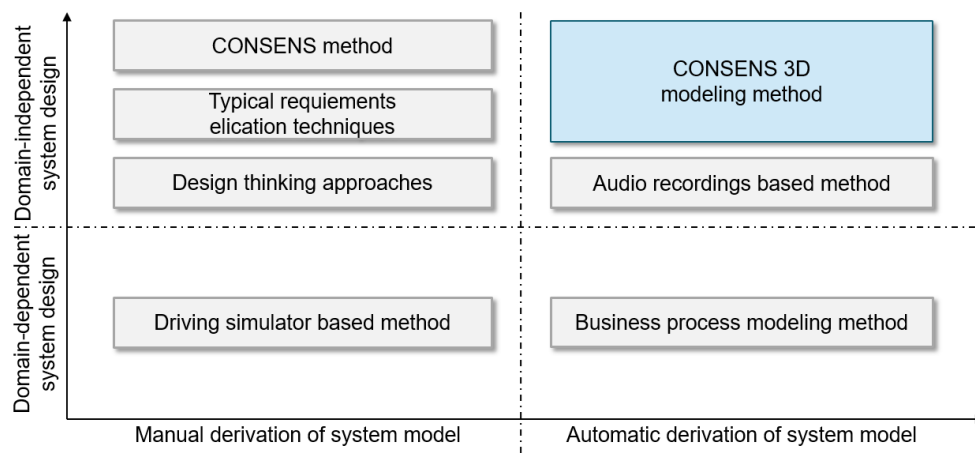 Domain-independent
system design
CONSENS method
Typical requiements
elication techniques
Design thinking approaches
CONSENS 3D
modeling method
Audio recordings based method
Domain-dependent
system design
Driving simulator based method
Business process modeling method
Manual derivation of system model
Automatic derivation of system model